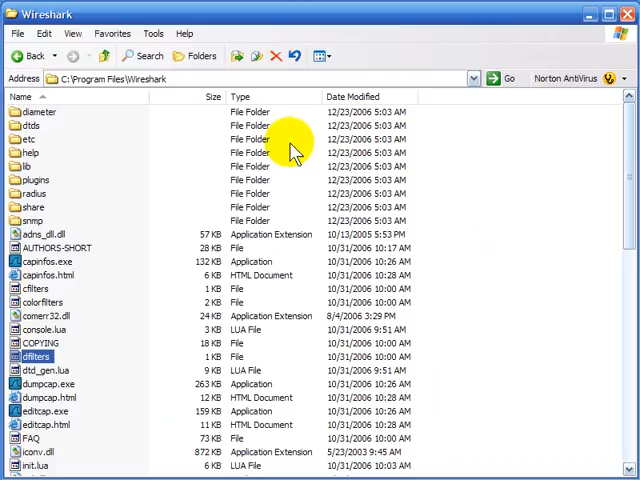 Wireshark
File Edit View Favorites Tools Help
Back Search Folders
Address C:\Program Files\Wireshark Go Norton AntiVirus
Name Size Type Date Modified
diameter File Folder 12/23/2006 5:03 AM
dtds File Folder 12/23/2006 5:03 AM
etc File Folder 12/23/2006 5:03 AM
help File Folder 12/23/2006 5:03 AM
lib File Folder 12/23/2006 5:03 AM
plugins File Folder 12/23/2006 5:03 AM
radius File Folder 12/23/2006 5:03 AM
share File Folder 12/23/2006 5:03 AM
snmp File Folder 12/23/2006 5:03 AM
adns_dll.dll 57 KB Application Extension 10/13/2005 5:53 PM
AUTHORS-SHORT 28 KB File 10/31/2006 10:17 AM
capinfos.exe 132 KB Application 10/31/2006 10:26 AM
capinfos.html 6 KB HTML Document 10/31/2006 10:28 AM
cfilters 1 KB File 10/31/2006 10:00 AM
colorfilters 2 KB File 10/31/2006 10:00 AM
comerr32.dll 24 KB Application Extension 8/4/2006 3:29 PM
console.lua 3 KB LUA File 10/31/2006 9:51 AM
COPYING 18 KB File 10/31/2006 10:00 AM
dfilters 1 KB File 10/31/2006 10:00 AM
dtd_gen.lua 9 KB LUA File 10/31/2006 9:51 AM
dumpcap.exe 263 KB Application 10/31/2006 10:26 AM
dumpcap.html 12 KB HTML Document 10/31/2006 10:28 AM
editcap.exe 159 KB Application 10/31/2006 10:26 AM
editcap.html 11 KB HTML Document 10/31/2006 10:28 AM
FAQ 73 KB File 10/31/2006 10:28 AM
iconv.dll 872 KB Application Extension 5/23/2003 9:45 AM
init.lua 6 KB LUA File 10/31/2006 10:03 AM